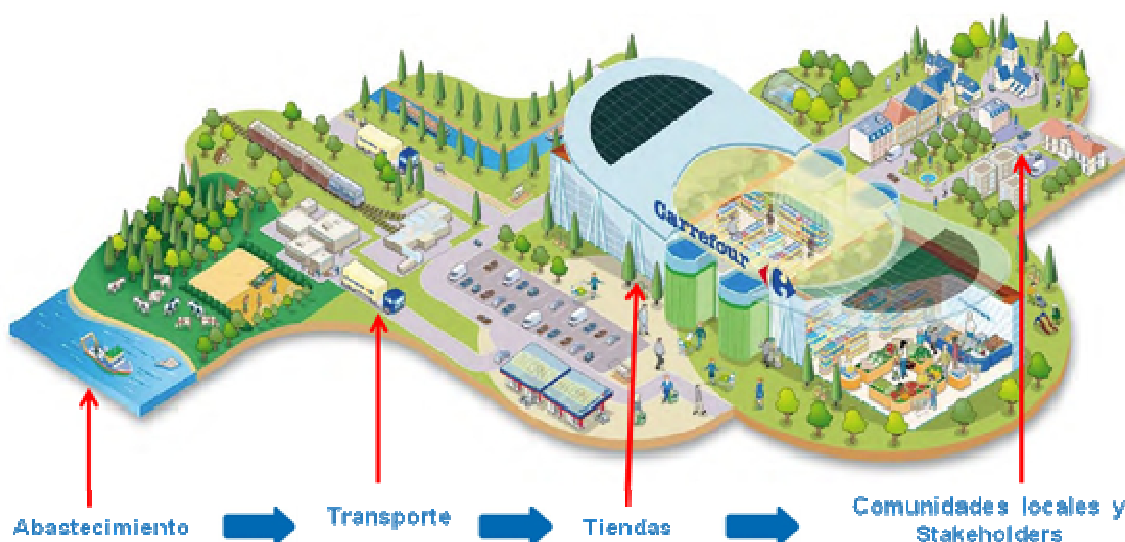 Carrefour
Abastecimiento
Transporte
Tiendas
Comunidades locales y
Stakeholders